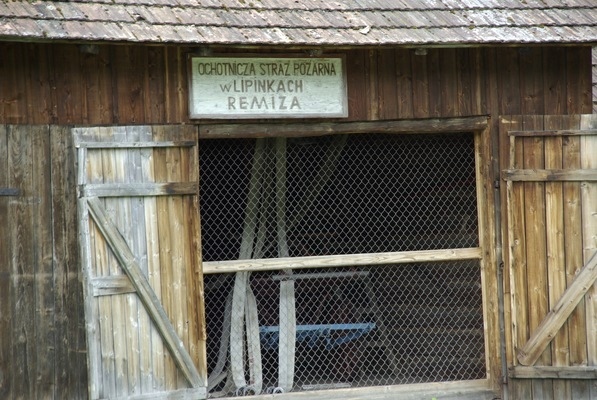 OCHOTNICZA STRAŻ POŻARNA
w LIPINKACH
REMIZA